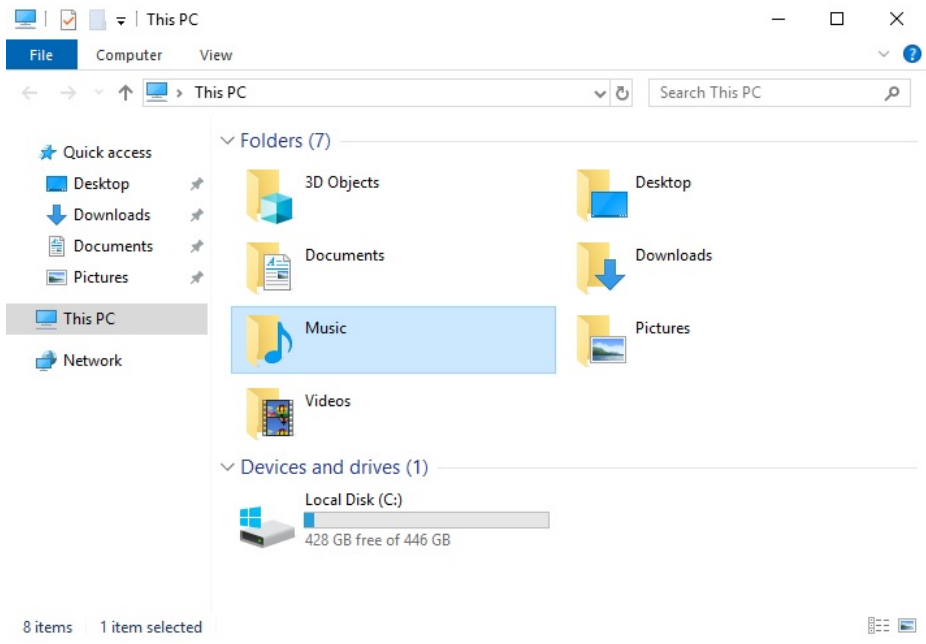 This PC
File Computer View
This PC
Search This PC
Quick access
Desktop
Downloads
Documents
Pictures
This PC
Network
Folders (7)
3D Objects
Desktop
Documents
Downloads
Music
Pictures
Videos
Devices and drives (1)
Local Disk (C:)
428 GB free of 446 GB
8 items 1 item selected